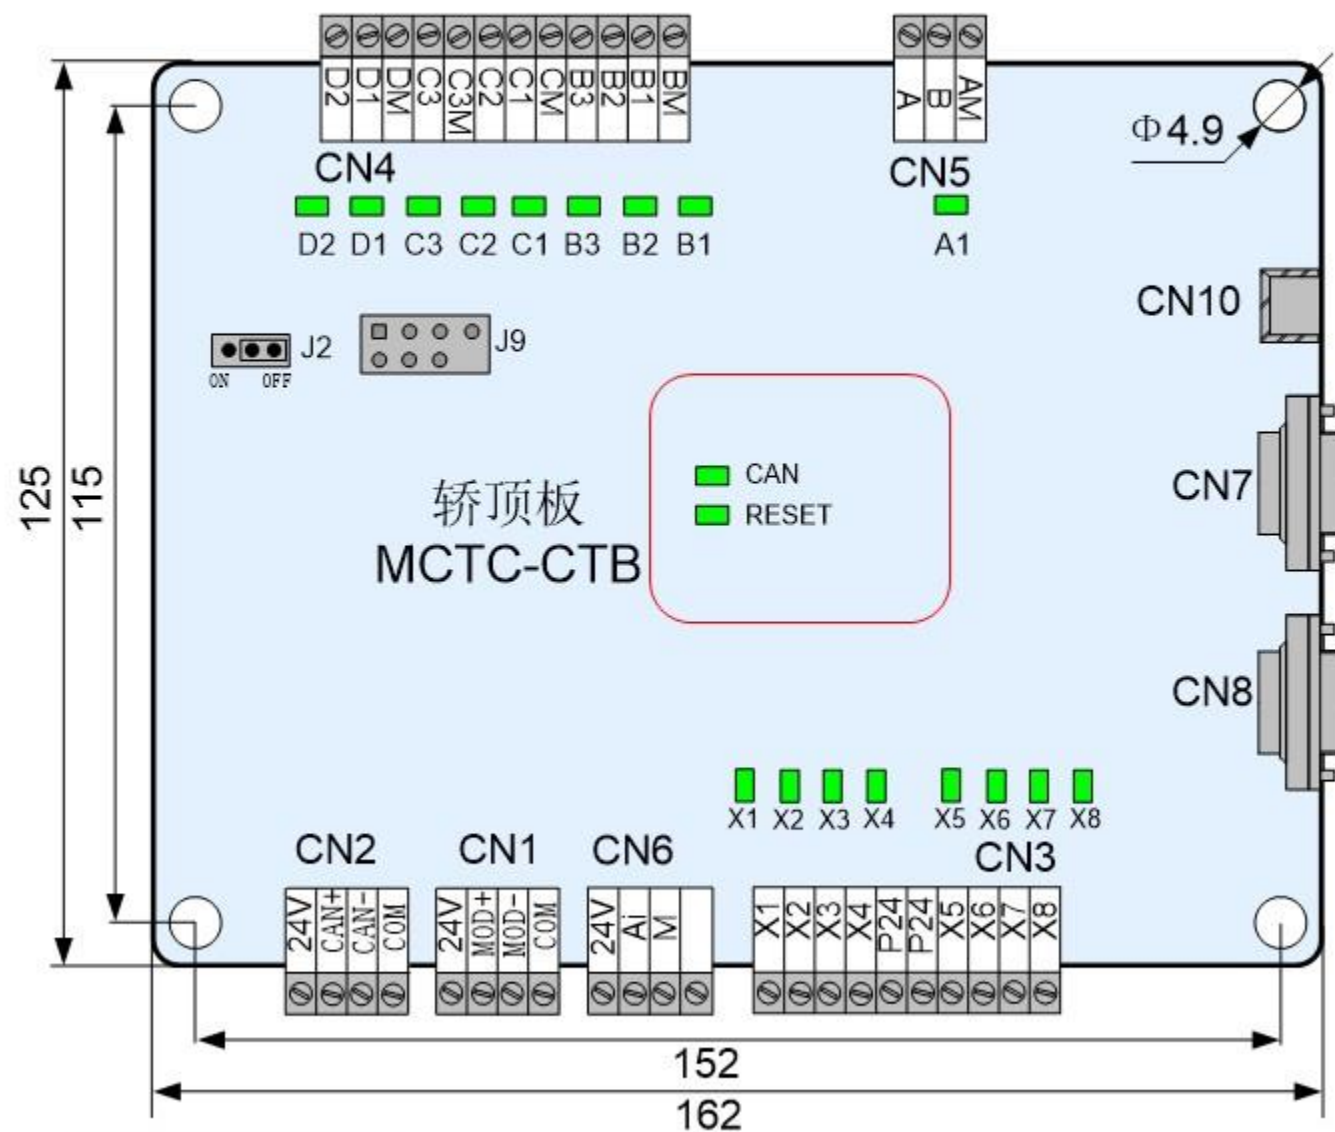 D2 D1 DM C3 C3M C2 C1 CM B3 B2 B1 BM
A B AM
CN4
CN5
Φ4.9
D2 D1 C3 C2 C1 B3 B2 B1
A1
CN10
J2
ON OFF
J9
CAN
RESET
轿顶板
MCTC-CTB
CN7
CN8
125
115
X1 X2 X3 X4 X5 X6 X7 X8
CN2
CN1
CN6
CN3
24V CAN+ CAN- COM
24V MOD+ MOD- COM
24V Ai M
X1 X2 X3 X4 P24 P24 X5 X6 X7 X8
152
162